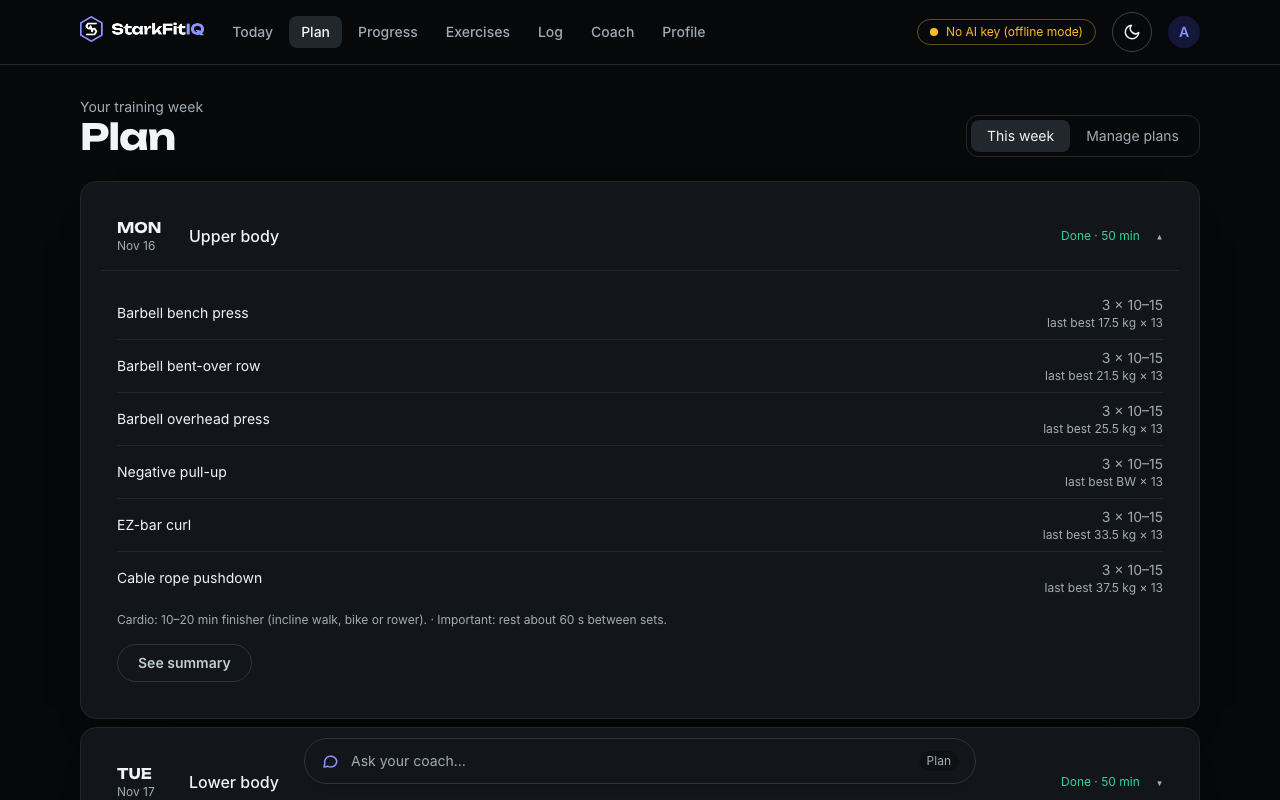 StarkFitIQ
Today
Plan
Progress
Exercises
Log
Coach
Profile
No AI key (offline mode)
A
Your training week
Plan
This week
Manage plans
MON
Nov 16
Upper body
Done · 50 min
Barbell bench press
3 × 10–15
last best 17.5 kg × 13
Barbell bent-over row
3 × 10–15
last best 21.5 kg × 13
Barbell overhead press
3 × 10–15
last best 25.5 kg × 13
Negative pull-up
3 × 10–15
last best BW × 13
EZ-bar curl
3 × 10–15
last best 33.5 kg × 13
Cable rope pushdown
3 × 10–15
last best 37.5 kg × 13
Cardio: 10–20 min finisher (incline walk, bike or rower). · Important: rest about 60 s between sets.
See summary
TUE
Nov 17
Lower body
Done · 50 min
Ask your coach...
Plan